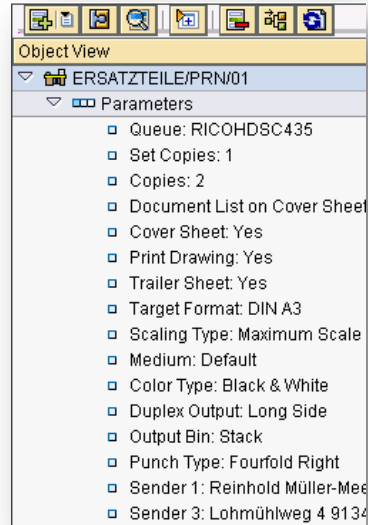 Object View
ERSATZTEILE/PRN/01
Parameters
Queue: RICOHDSC435
Set Copies: 1
Copies: 2
Document List on Cover Sheet
Cover Sheet: Yes
Print Drawing: Yes
Trailer Sheet: Yes
Target Format: DIN A3
Scaling Type: Maximum Scale
Medium: Default
Color Type: Black & White
Duplex Output: Long Side
Output Bin: Stack
Punch Type: Fourfold Right
Sender 1: Reinhold Müller-Mee
Sender 3: Lohmühlweg 4 9134